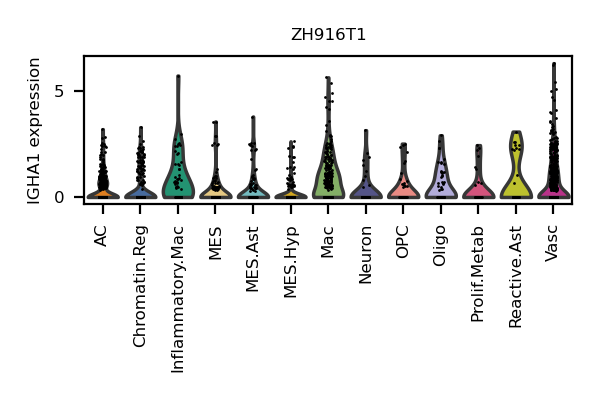 ZH916T1
IGHA1 expression
5
0
AC
Chromatin.Reg
Inflammatory.Mac
MES
MES.Ast
MES.Hyp
Mac
Neuron
OPC
Oligo
Prolif.Metab
Reactive.Ast
Vasc